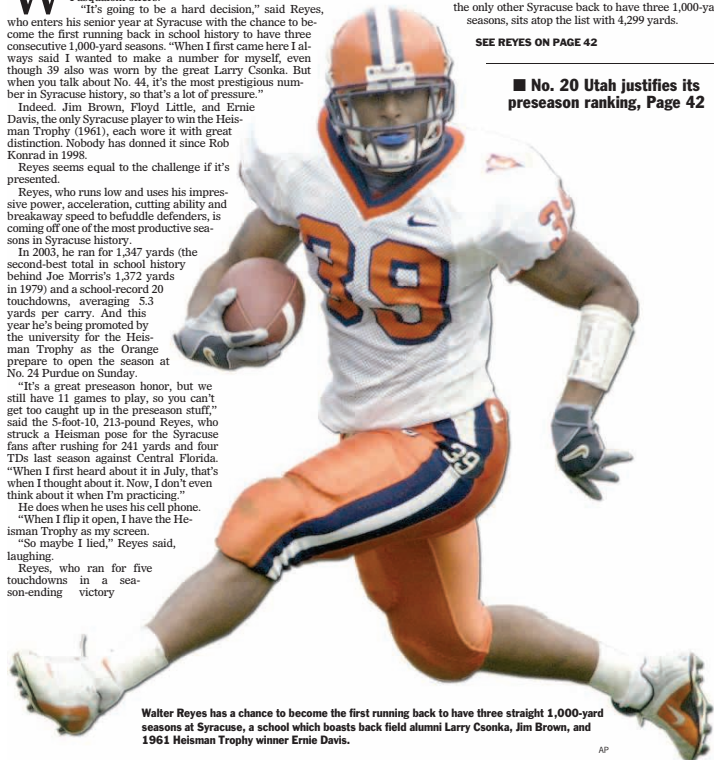 W
"It's going to be a hard decision," said Reyes,
who enters his senior year at Syracuse with the chance to be-
come the first running back in school history to have three
consecutive 1,000-yard seasons. "When I first came here I al-
ways said I wanted to make a number for myself, even
though 39 also was worn by the great Larry Csonka. But
when you talk about No. 44, it's the most prestigious num-
ber in Syracuse history, so that's a lot of pressure."
Indeed. Jim Brown, Floyd Little, and Ernie
Davis, the only Syracuse player to win the Heis-
man Trophy (1961), each wore it with great
distinction. Nobody has donned it since Rob
Konrad in 1998.
Reyes seems equal to the challenge if it's
presented.
Reyes, who runs low and uses his impres-
sive power, acceleration, cutting ability and
breakaway speed to befuddle defenders, is
coming off one of the most productive sea-
sons in Syracuse history.
In 2003, he ran for 1,347 yards (the
second-best total in school history
behind Joe Morris's 1,372 yards
in 1979) and a school-record 20
touchdowns, averaging 5.3
yards per carry. And this
year he's being promoted by
the university for the Heis-
man Trophy as the Orange
prepare to open the season at
No. 24 Purdue on Sunday.
"It's a great preseason honor, but we
still have 11 games to play, so you can't
get too caught up in the preseason stuff,"
said the 5-foot-10, 213-pound Reyes, who
struck a Heisman pose for the Syracuse
fans after rushing for 241 yards and four
TDs last season against Central Florida.
"When I first heard about it in July, that's
when I thought about it. Now, I don't even
think about it when I'm practicing."
He does when he uses his cell phone.
"When I flip it open, I have the He-
isman Trophy as my screen.
"So maybe I lied," Reyes said,
laughing.
Reyes, who ran for five
touchdowns in a sea-
son-ending victory
the only other Syracuse back to have three 1,000-ya
seasons, sits atop the list with 4,299 yards.
SEE REYES ON PAGE 42
■ No. 20 Utah justifies its
preseason ranking, Page 42
39
39
39
Walter Reyes has a chance to become the first running back to have three straight 1,000-yard
seasons at Syracuse, a school which boasts back field alumni Larry Csonka, Jim Brown, and
1961 Heisman Trophy winner Ernie Davis.
AP